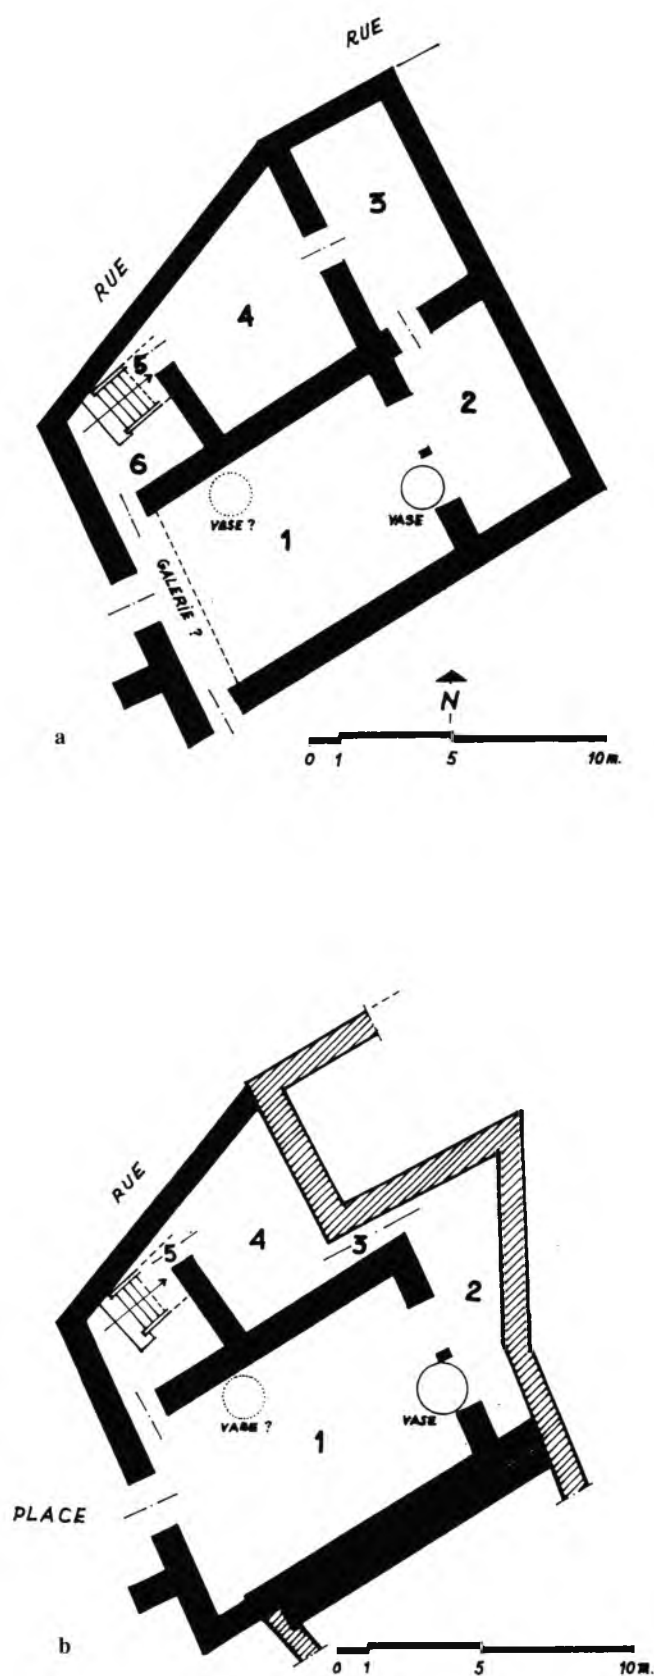 RUE
3
RUE
4
5
2
6
VASE ?
1
VASE
GALERIE ?
N
a
0 1 5 10 m.
RUE
4
5
3
2
VASE ?
1
VASE
PLACE
b
0 1 5 10 m.